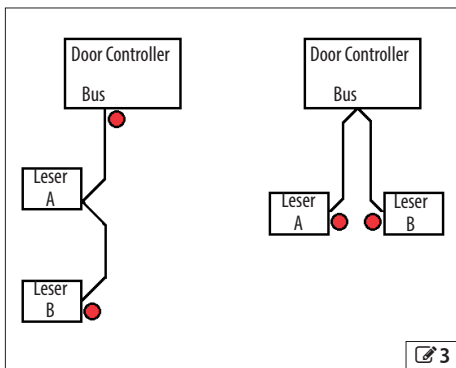 Door Controller
Bus
Leser
A
Leser
B
Door Controller
Bus
Leser
A
Leser
B
3